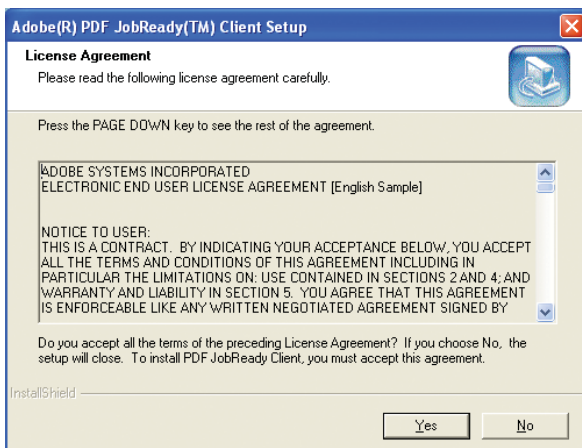 Adobe(R) PDF JobReady(TM) Client Setup
License Agreement
Please read the following license agreement carefully.
Press the PAGE DOWN key to see the rest of the agreement.
ADOBE SYSTEMS INCORPORATED
ELECTRONIC END USER LICENSE AGREEMENT [English Sample]
NOTICE TO USER:
THIS IS A CONTRACT.  BY INDICATING YOUR ACCEPTANCE BELOW, YOU ACCEPT
ALL THE TERMS AND CONDITIONS OF THIS AGREEMENT INCLUDING IN
PARTICULAR THE LIMITATIONS ON: USE CONTAINED IN SECTIONS 2 AND 4; AND
WARRANTY AND LIABILITY IN SECTION 5.  YOU AGREE THAT THIS AGREEMENT
IS ENFORCEABLE LIKE ANY WRITTEN NEGOTIATED AGREEMENT SIGNED BY
Do you accept all the terms of the preceding License Agreement?  If you choose No,  the
setup will close.  To install PDF JobReady Client, you must accept this agreement.
InstallShield
Yes No